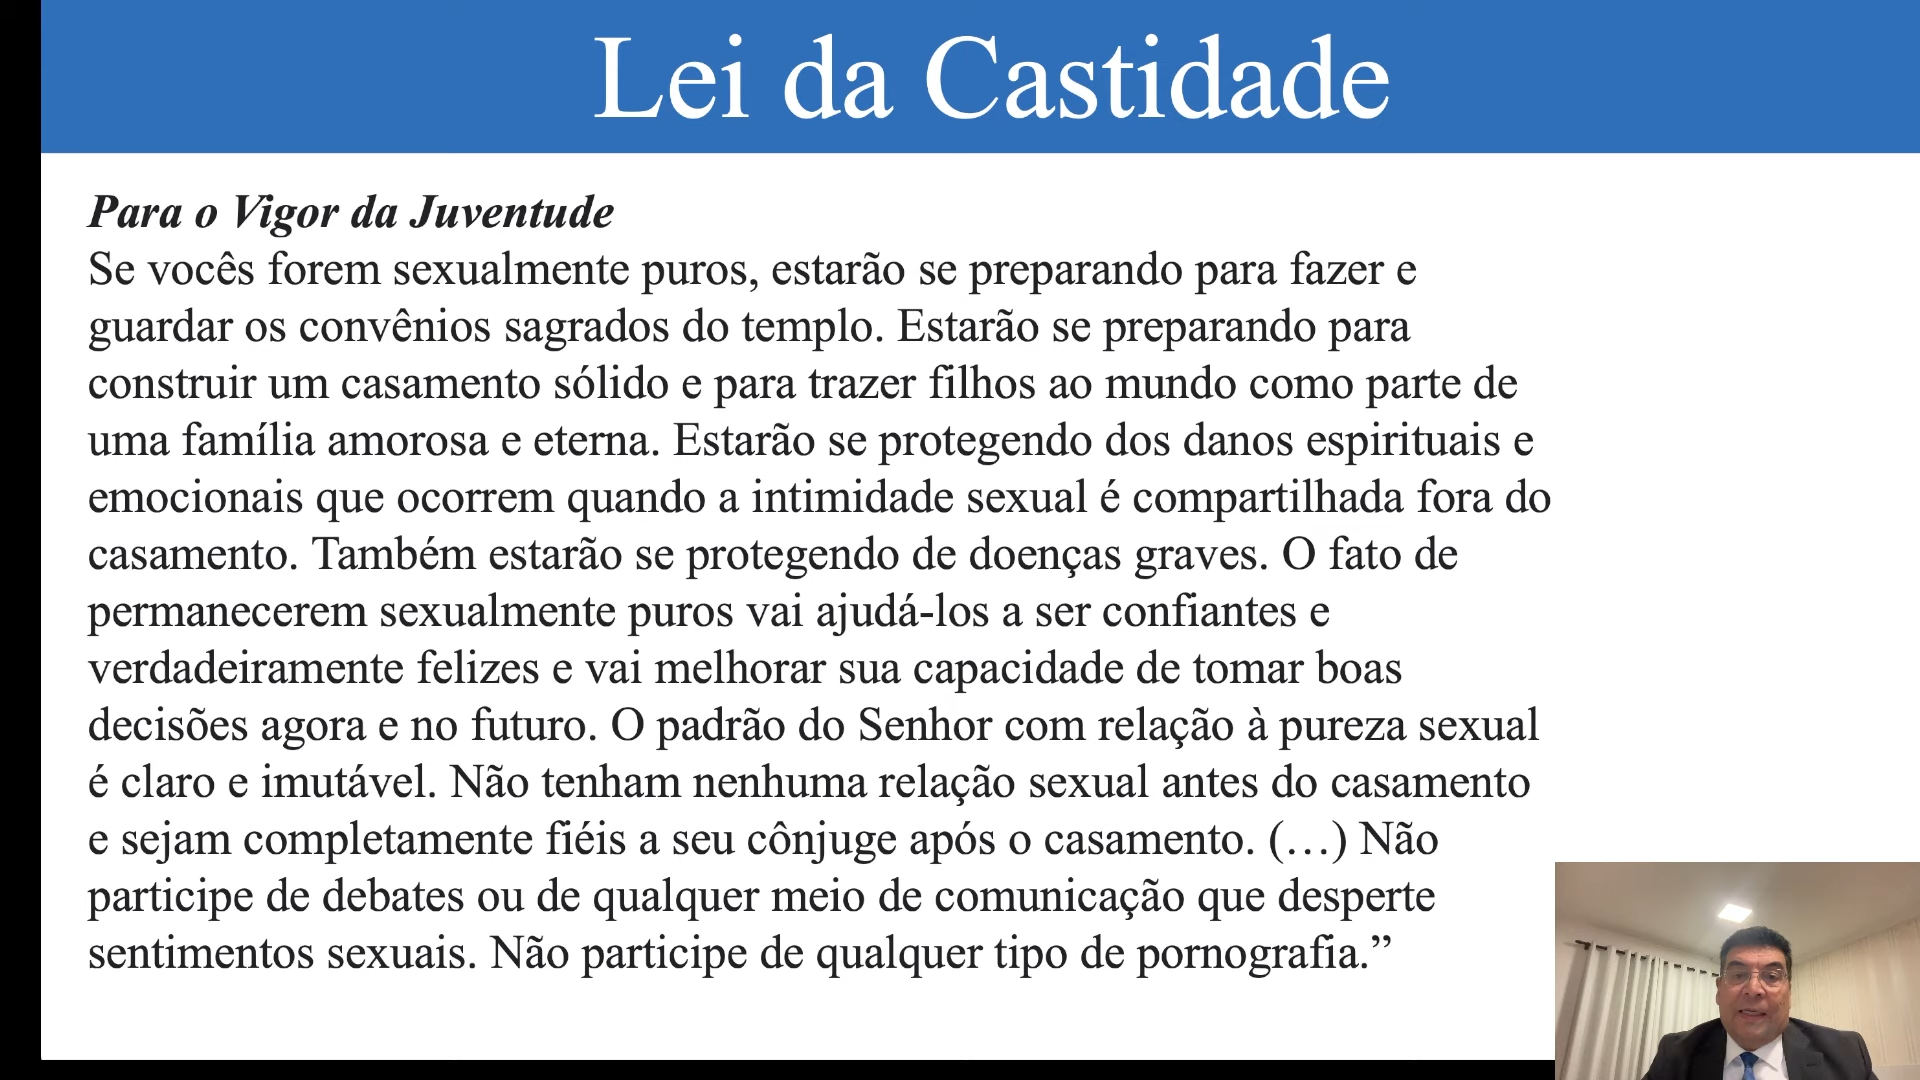 Lei da Castidade
Para o Vigor da Juventude
Se vocês forem sexualmente puros, estarão se preparando para fazer e
guardar os convênios sagrados do templo. Estarão se preparando para
construir um casamento sólido e para trazer filhos ao mundo como parte de
uma família amorosa e eterna. Estarão se protegendo dos danos espirituais e
emocionais que ocorrem quando a intimidade sexual é compartilhada fora do
casamento. Também estarão se protegendo de doenças graves. O fato de
permanecerem sexualmente puros vai ajudá-los a ser confiantes e
verdadeiramente felizes e vai melhorar sua capacidade de tomar boas
decisões agora e no futuro. O padrão do Senhor com relação à pureza sexual
é claro e imutável. Não tenham nenhuma relação sexual antes do casamento
e sejam completamente fiéis a seu cônjuge após o casamento. (…) Não
participe de debates ou de qualquer meio de comunicação que desperte
sentimentos sexuais. Não participe de qualquer tipo de pornografia.”